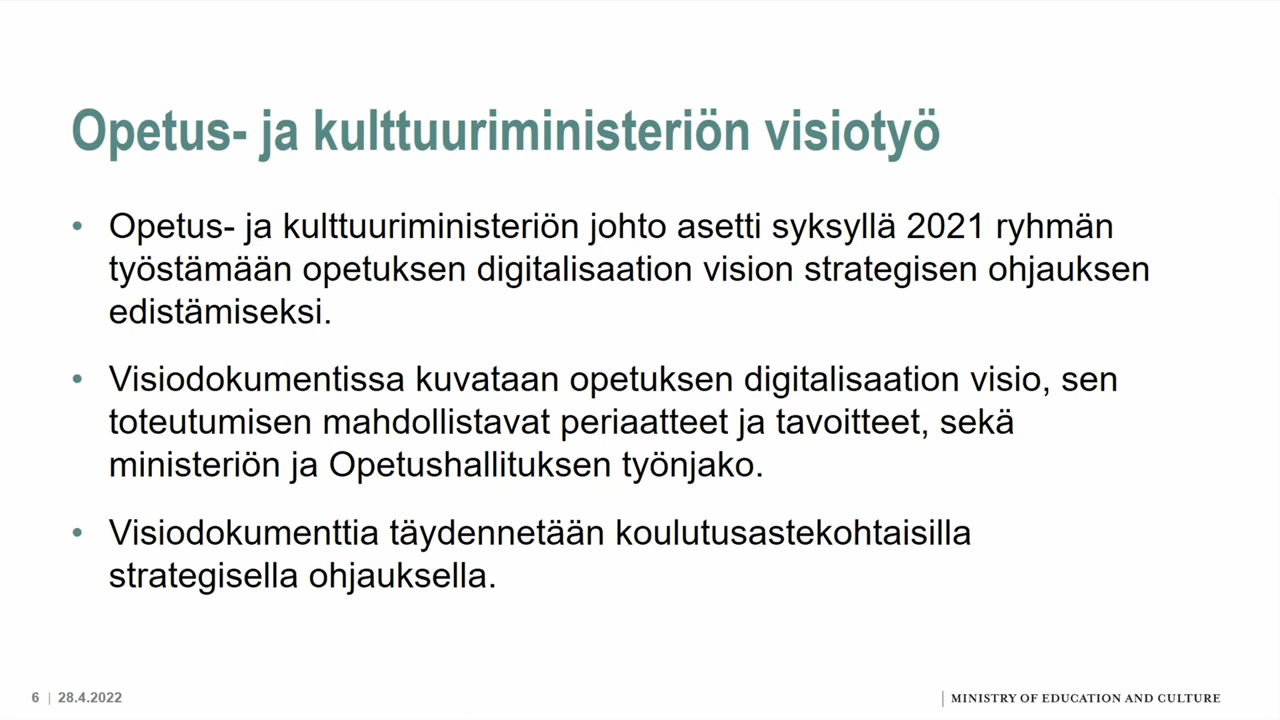 Opetus- ja kulttuuriministeriön visiotyö
• Opetus- ja kulttuuriministeriön johto asetti syksyllä 2021 ryhmän
työstämään opetuksen digitalisaation vision strategisen ohjauksen
edistämiseksi.
• Visiodokumentissa kuvataan opetuksen digitalisaation visio, sen
toteutumisen mahdollistavat periaatteet ja tavoitteet, sekä
ministeriön ja Opetushallituksen työnjako.
• Visiodokumenttia täydennetään koulutusastekohtaisilla
strategisella ohjauksella.
6 | 28.4.2022
| MINISTRY OF EDUCATION AND CULTURE